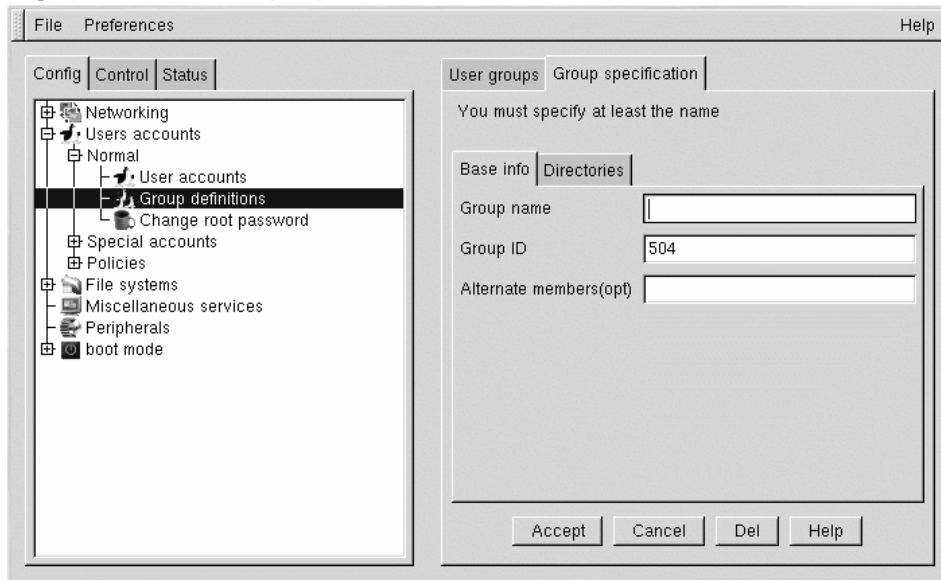 File Preferences Help
Config Control Status
Networking
Users accounts
Normal
User accounts
Group definitions
Change root password
Special accounts
Policies
File systems
Miscellaneous services
Peripherals
boot mode
User groups Group specification
You must specify at least the name
Base info Directories
Group name
Group ID 504
Alternate members(opt)
Accept Cancel Del Help